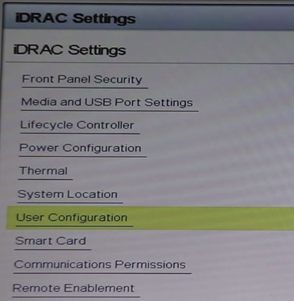 iDRAC Settings
iDRAC Settings
Front Panel Security
Media and USB Port Settings
Lifecycle Controller
Power Configuration
Thermal
System Location
User Configuration
Smart Card
Communications Permissions
Remote Enablement